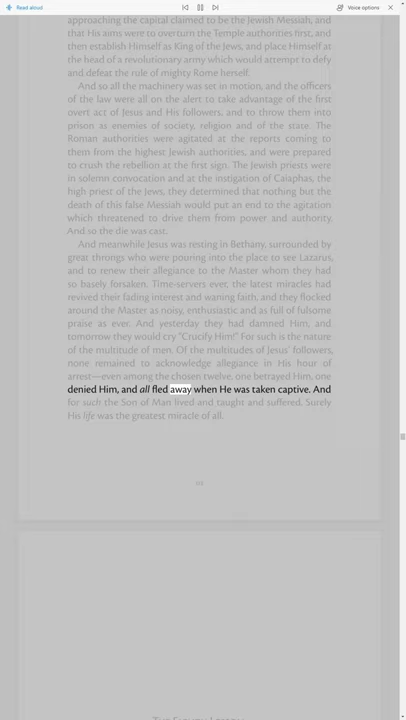 Read aloud
Voice options
approaching the capital claimed to be the Jewish Messiah, and
that His aims were to overturn the Temple authorities first, and
then establish Himself as King of the Jews, and place Himself at
the head of a revolutionary army which would attempt to defy
and defeat the rule of mighty Rome herself.
And so all the machinery was set in motion, and the officers
of the law were all on the alert to take advantage of the first
overt act of Jesus and His followers, and to throw them into
prison as enemies of society, religion and of the state. The
Roman authorities were agitated at the reports coming to
them from the highest Jewish authorities, and were prepared
to crush the rebellion at the first sign. The Jewish priests were
in solemn convocation and at the instigation of Caiaphas, the
high priest of the Jews, they determined that nothing but the
death of this false Messiah would put an end to the agitation
which threatened to drive them from power and authority.
And so the die was cast.
And meanwhile Jesus was resting in Bethany, surrounded by
great throngs who were pouring into the place to see Lazarus,
and to renew their allegiance to the Master whom they had
so basely forsaken. Time-servers ever, the latest miracles had
revived their fading interest and waning faith, and they flocked
around the Master as noisy, enthusiastic and as full of fulsome
praise as ever. And yesterday they had damned Him, and
tomorrow they would cry "Crucify Him!" For such is the nature
of the multitude of men. Of the multitudes of Jesus' followers,
none remained to acknowledge allegiance in His hour of
arrest—even among the chosen twelve, one betrayed Him, one
denied Him, and all fled away when He was taken captive. And
for such the Son of Man lived and taught and suffered. Surely
His life was the greatest miracle of all.